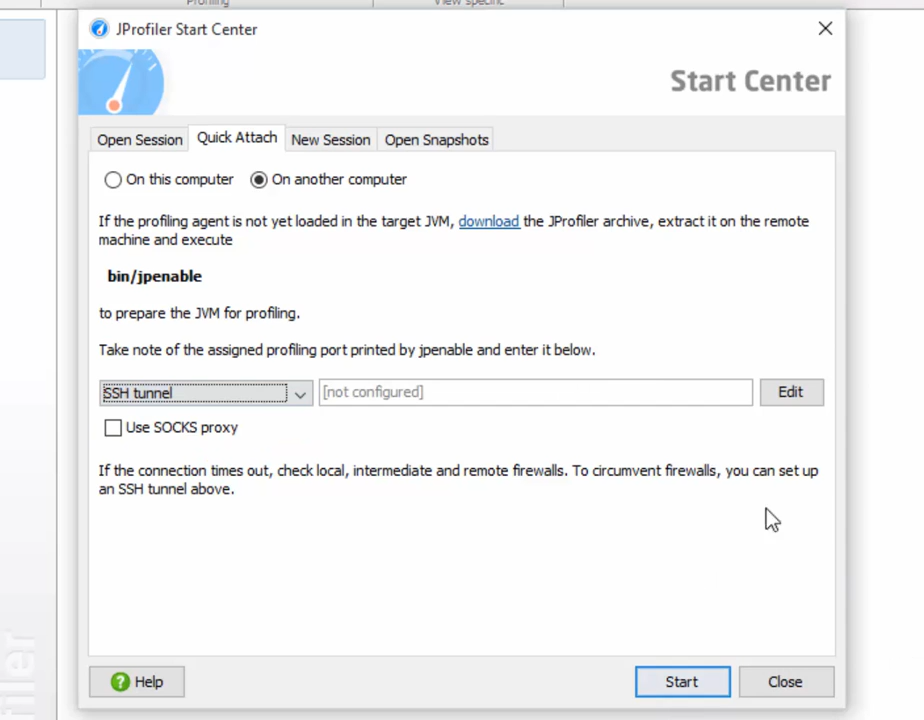 Profiling
View specific
JProfiler Start Center
Start Center
Open Session
Quick Attach
New Session
Open Snapshots
On this computer
On another computer
If the profiling agent is not yet loaded in the target JVM, download the JProfiler archive, extract it on the remote
machine and execute
bin/jpenable
to prepare the JVM for profiling.
Take note of the assigned profiling port printed by jpenable and enter it below.
SSH tunnel
[not configured]
Edit
Use SOCKS proxy
If the connection times out, check local, intermediate and remote firewalls. To circumvent firewalls, you can set up
an SSH tunnel above.
Help
Start
Close